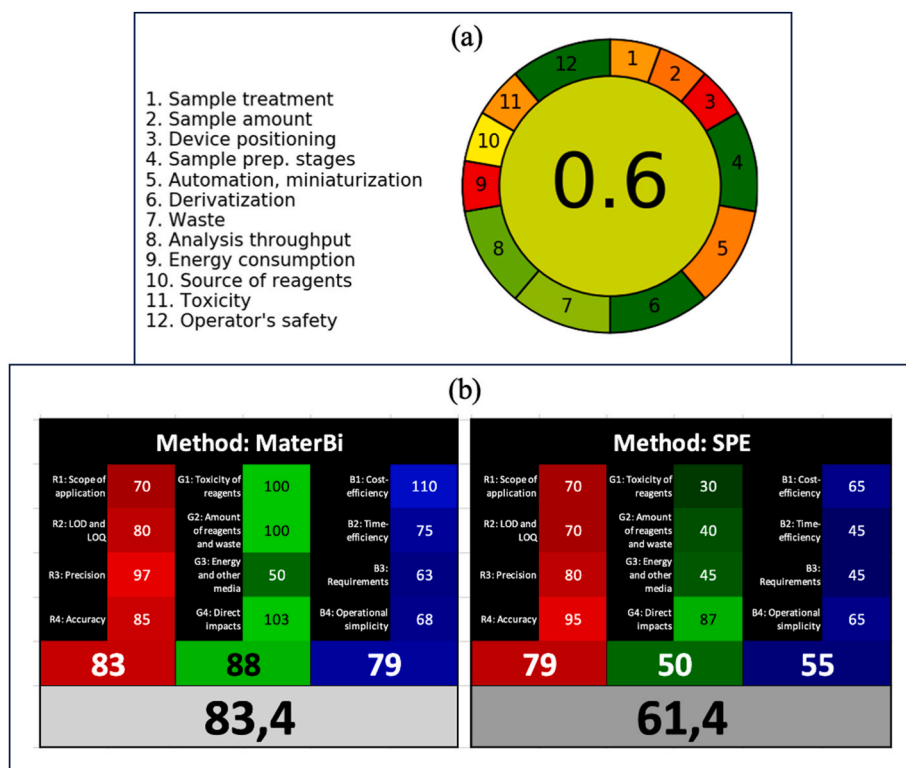 (a)
1. Sample treatment
2. Sample amount
3. Device positioning
4. Sample prep. stages
5. Automation, miniaturization
6. Derivatization
7. Waste
8. Analysis throughput
9. Energy consumption
10. Source of reagents
11. Toxicity
12. Operator's safety
1
2
3
4
5
6
7
8
9
10
11
12
0.6
(b)
Method: MaterBi
R1: Scope of
application
70
G1: Toxicity of
reagents
100
B1: Cost-
efficiency
110
R2: LOD and
LOQ
80
G2: Amount
of reagents
and waste
100
B2: Time-
efficiency
75
R3: Precision
97
G3: Energy
and other
media
50
B3:
Requirements
63
R4: Accuracy
85
G4: Direct
impacts
103
B4: Operational
simplicity
68
83
88
79
83,4
Method: SPE
R1: Scope of
application
70
G1: Toxicity of
reagents
30
B1: Cost-
efficiency
65
R2: LOD and
LOQ
70
G2: Amount
of reagents
and waste
40
B2: Time-
efficiency
45
R3: Precision
80
G3: Energy
and other
media
45
B3:
Requirements
45
R4: Accuracy
95
G4: Direct
impacts
87
B4: Operational
simplicity
65
79
50
55
61,4